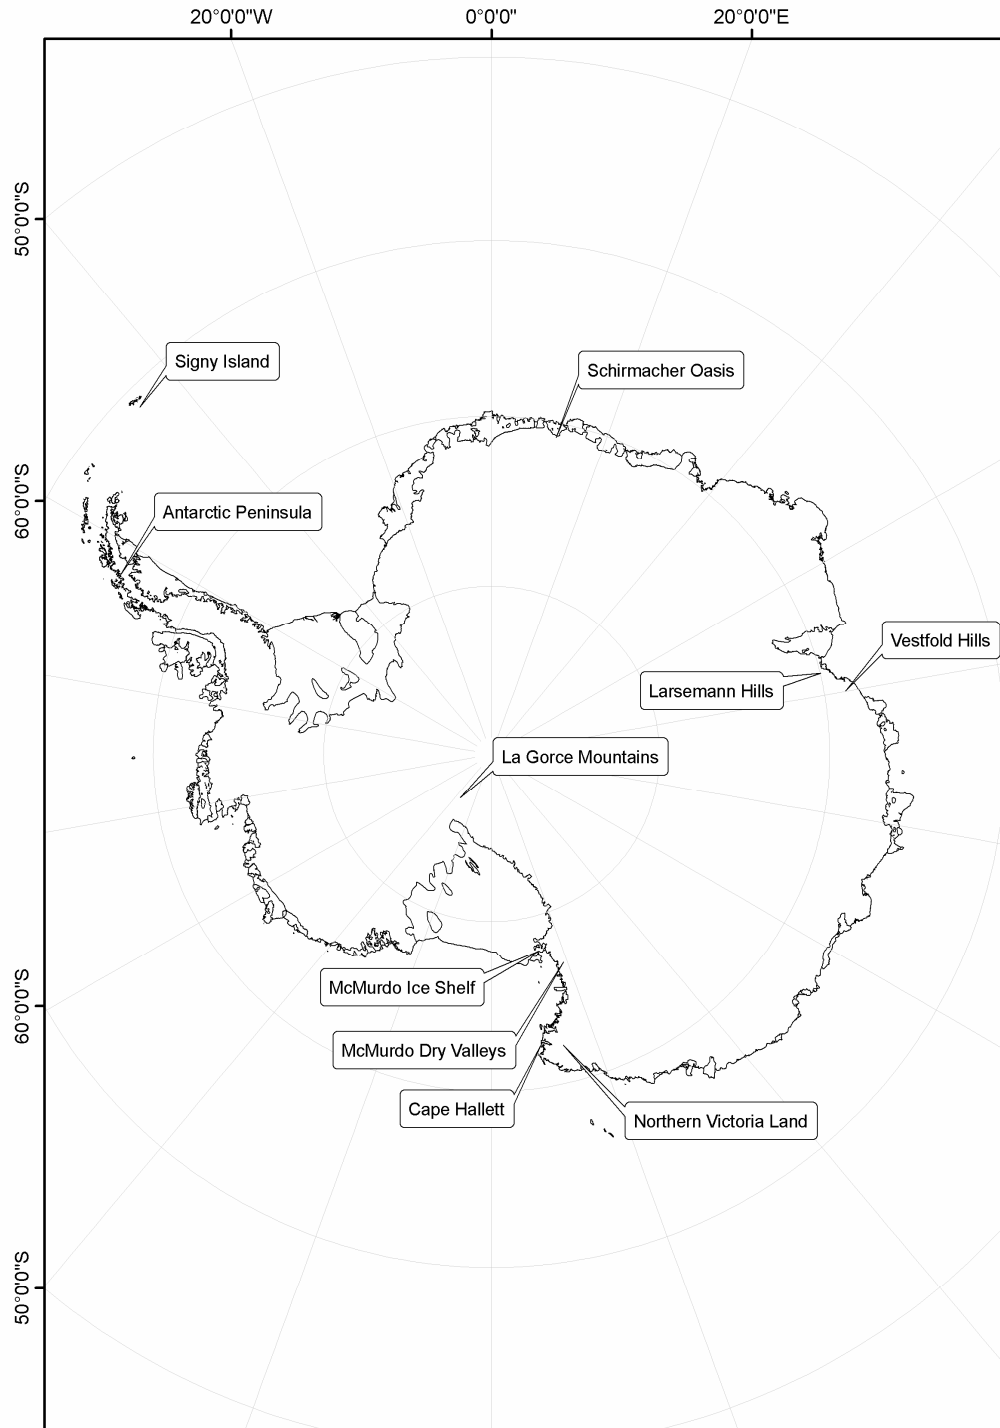 20°0'0"W
0°0'0"
20°0'0"E
50°0'0"S
Signy Island
Schirmacher Oasis
60°0'0"S
Antarctic Peninsula
Vestfold Hills
Larsemann Hills
La Gorce Mountains
McMurdo Ice Shelf
60°0'0"S
McMurdo Dry Valleys
Cape Hallett
Northern Victoria Land
50°0'0"S